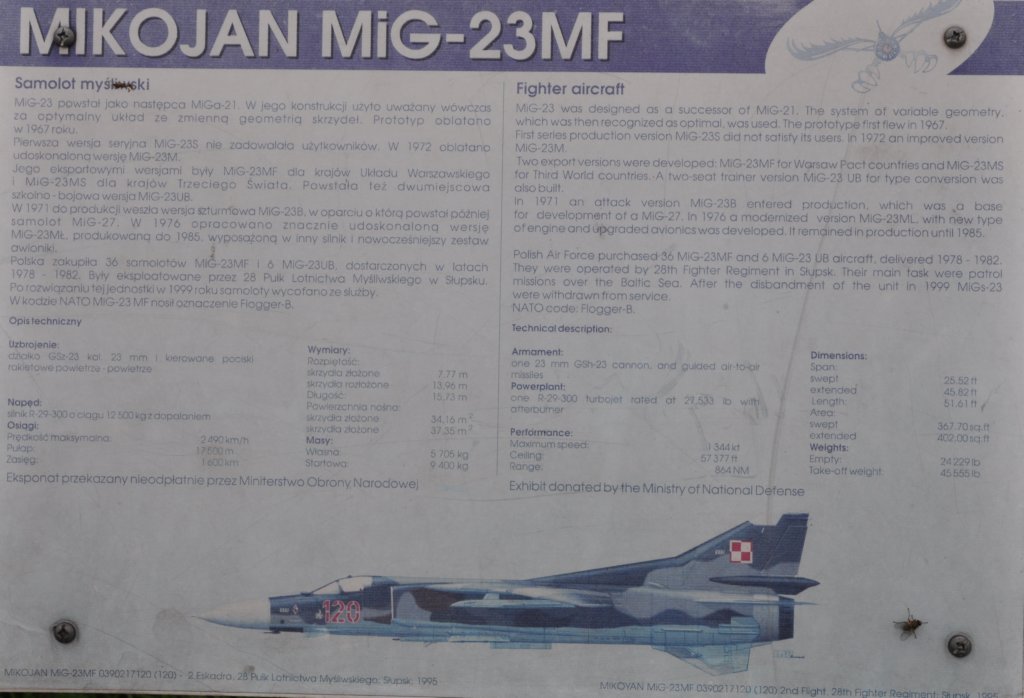 MIKOJAN MiG-23MF
Samolot myśliwski
MiG-23 powstał jako następca MiGa-21. W jego konstrukcji użyto uważany wówczas
za optymalny układ ze zmienną geometrią skrzydeł. Prototyp oblatano
w 1967 roku.
Pierwsza wersja seryjna MiG-23S nie zadowalała użytkowników. W 1972 oblatano
udoskonaloną wersję MiG-23M.
Jego eksportowymi wersjami były MiG-23MF dla krajów Układu Warszawskiego
i MiG-23MS dla krajów Trzeciego Świata. Powstała też dwumiejscowa
szkolno - bojowa wersja MiG-23UB.
W 1971 do produkcji weszła wersja szturmowa MiG-23B, w oparciu o którą powstał później
samolot MiG-27. W 1976 opracowano znacznie udoskonaloną wersję
MiG-23MŁ, produkowaną do 1985, wyposażoną w inny silnik i nowocześniejszy zestaw
awioniki.
Polska zakupiła 36 samolotów MiG-23MF i 6 MiG-23UB, dostarczonych w latach
1978 - 1982. Były eksploatowane przez 28 Pułk Lotnictwa Myśliwskiego w Słupsku.
Po rozwiązaniu tej jednostki w 1999 roku samoloty wycofano ze służby.
W kodzie NATO MiG-23 MF nosił oznaczenie Flogger-B.
Opis techniczny
Uzbrojenie:
działko GSz-23 kal. 23 mm i kierowane pociski
rakietowe powietrze - powietrze
Napęd:
silnik R-29-300 o ciągu 12 500 kg z dopalaniem
Osiągi:
Prędkość maksymalna: 2 490 km/h
Pułap: 17 500 m
Zasięg: 1 600 km
Wymiary:
Rozpiętość:
skrzydła złożone 7,77 m
skrzydła rozłożone 13,96 m
Długość: 15,73 m
Powierzchnia nośna:
skrzydła złożone 34,16 m²
skrzydła rozłożone 37,35 m²
Masy:
Własna: 5 705 kg
Startowa: 9 400 kg
Eksponat przekazany nieodpłatnie przez Ministerstwo Obrony Narodowej
Fighter aircraft
MiG-23 was designed as a successor of MiG-21. The system of variable geometry,
which was then recognized as optimal, was used. The prototype first flew in 1967.
First series production version MiG-23S did not satisfy its users. In 1972 an improved version
MiG-23M.
Two export versions were developed: MiG-23MF for Warsaw Pact countries and MiG-23MS
for Third World countries. A two-seat trainer version MiG-23 UB for type conversion was
also built.
In 1971 an attack version MiG-23B entered production, which was a base
for development of a MiG-27. In 1976 a modernized version MiG-23ML, with new type
of engine and upgraded avionics was developed. It remained in production until 1985.
Polish Air Force purchased 36 MiG-23MF and 6 MiG-23 UB aircraft, delivered 1978 - 1982.
They were operated by 28th Fighter Regiment in Słupsk. Their main task were patrol
missions over the Baltic Sea. After the disbandment of the unit in 1999 MiGs-23
were withdrawn from service.
NATO code: Flogger-B.
Technical description:
Armament:
one 23 mm GSh-23 cannon, and guided air-to-air
missiles
Powerplant:
one R-29-300 turbojet rated at 27,533 lb with
afterburner
Performance:
Maximum speed: 1 344 kt
Ceiling: 57 377 ft
Range: 864 NM
Dimensions:
Span:
swept 25.52 ft
extended 45.82 ft
Length: 51.61 ft
Area:
swept 367.70 sq.ft
extended 402.00 sq.ft
Weights:
Empty: 24 229 lb
Take-off weight: 45 555 lb
Exhibit donated by the Ministry of National Defense
120
MIKOJAN MiG-23MF 0390217120 (120) - 2 Eskadra, 28 Pułk Lotnictwa Myśliwskiego; Słupsk, 1995
MIKOYAN MiG-23MF 0390217120 (120) 2nd Flight, 28th Fighter Regiment; Słupsk, 1995